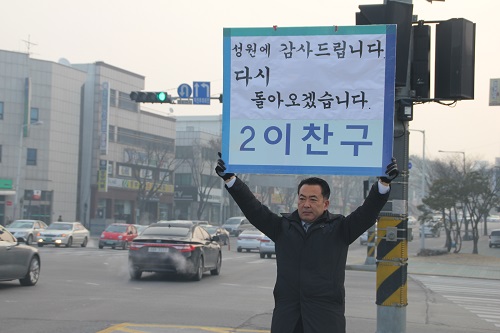 성원에 감사드립니다.
다시
돌아오겠습니다.
2이찬구